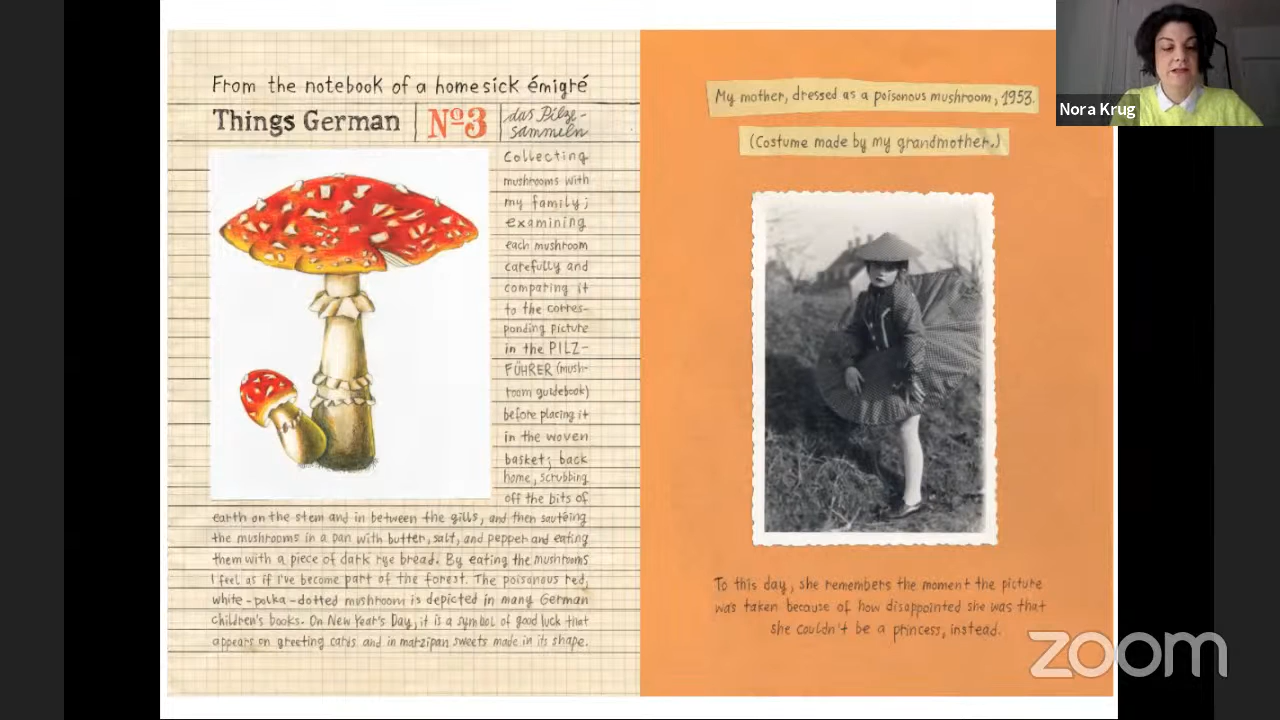 From the notebook of a homesick émigré
Things German
Nº3
das Pilze-
sammeln
Collecting
mushrooms with
my family;
examining
each mushroom
carefully and
comparing it
to the corres-
ponding picture
in the PILZ-
FÜHRER (mush-
room guidebook)
before placing it
in the woven
basket; back
home, scrubbing
off the bits of
earth on the stem and in between the gills, and then sautéing
the mushrooms in a pan with butter, salt, and pepper and eating
them with a piece of dark rye bread. By eating the mushrooms
I feel as if I've become part of the forest. The poisonous red,
white-polka-dotted mushroom is depicted in many German
children's books. On New Year's Day, it is a symbol of good luck that
appears on greeting cards and in marzipan sweets made in its shape.
My mother, dressed as a poisonous mushroom, 1953.
(Costume made by my grandmother.)
To this day, she remembers the moment the picture
was taken because of how disappointed she was that
she couldn't be a princess, instead.
Nora Krug
zoom